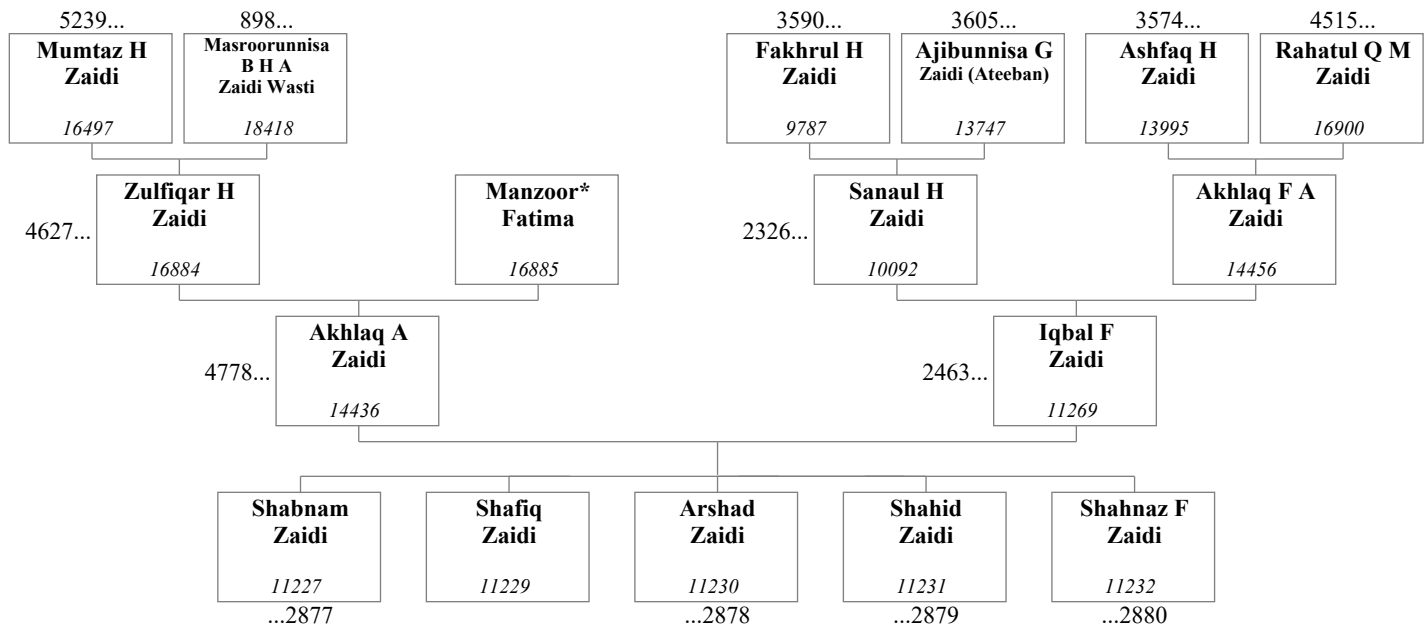 5239...
898...
3590...
3605...
3574...
4515...
Mumtaz H
Zaidi
16497
Masroorunnisa
B H A
Zaidi Wasti
18418
Fakhrul H
Zaidi
9787
Ajibunnisa G
Zaidi (Ateeban)
13747
Ashfaq H
Zaidi
13995
Rahatul Q M
Zaidi
16900
4627...
Zulfiqar H
Zaidi
16884
Manzoor*
Fatima
16885
2326...
Sanaul H
Zaidi
10092
Akhlaq F A
Zaidi
14456
4778...
Akhlaq A
Zaidi
14436
2463...
Iqbal F
Zaidi
11269
Shabnam
Zaidi
11227
...2877
Shafiq
Zaidi
11229
Arshad
Zaidi
11230
...2878
Shahid
Zaidi
11231
...2879
Shahnaz F
Zaidi
11232
...2880